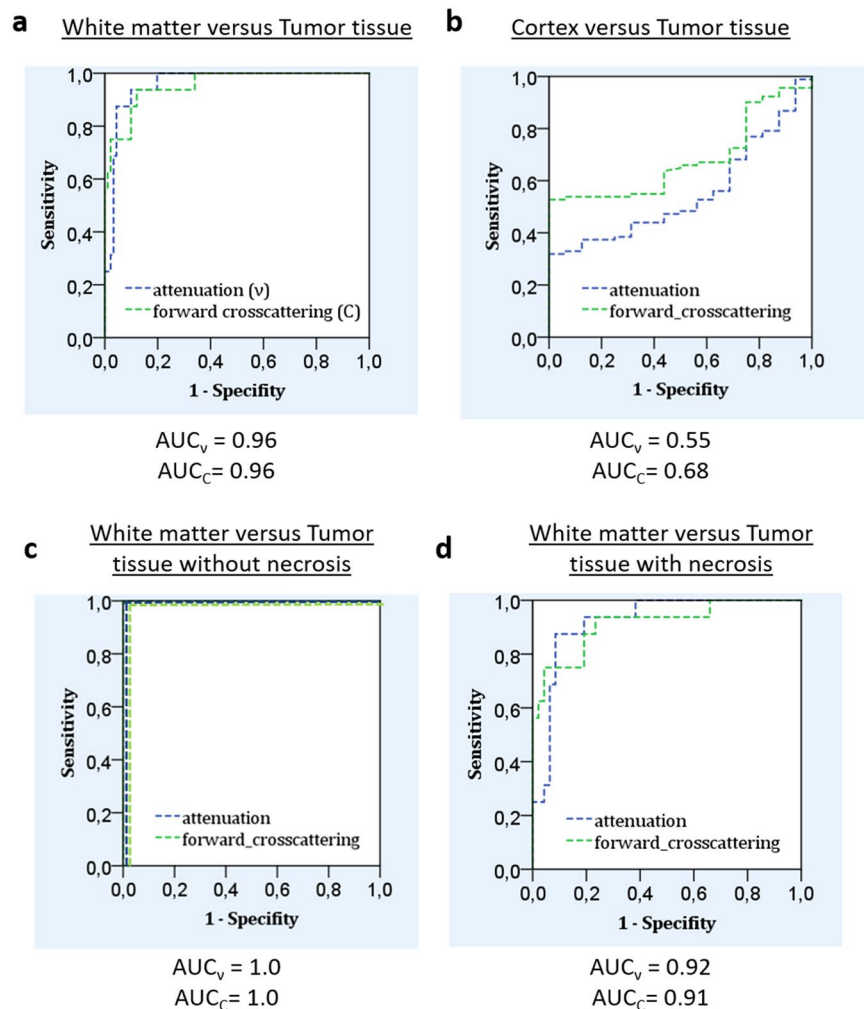 a White matter versus Tumor tissue
1,0
0,8
0,6
0,4
0,2
0,0
Sensitivity
attenuation (ν)
forward crosscattering (C)
0,0 0,2 0,4 0,6 0,8 1,0
1 - Specifity
AUCν = 0.96
AUCC= 0.96
b Cortex versus Tumor tissue
1,0
0,8
0,6
0,4
0,2
0,0
Sensitivity
attenuation
forward_crosscattering
0,0 0,2 0,4 0,6 0,8 1,0
1 - Specifity
AUCν = 0.55
AUCC= 0.68
c White matter versus Tumor
tissue without necrosis
1,0
0,8
0,6
0,4
0,2
0,0
Sensitivity
attenuation
forward_crosscattering
0,0 0,2 0,4 0,6 0,8 1,0
1 - Specifity
AUCν = 1.0
AUCC= 1.0
d White matter versus Tumor
tissue with necrosis
1,0
0,8
0,6
0,4
0,2
0,0
Sensitivity
attenuation
forward_crosscattering
0,0 0,2 0,4 0,6 0,8 1,0
1 - Specifity
AUCν = 0.92
AUCC= 0.91